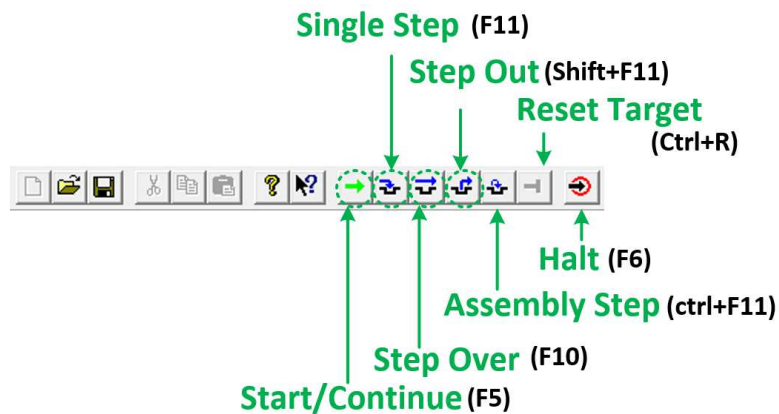 Single Step (F11)
Step Out (Shift+F11)
Reset Target
(Ctrl+R)
Halt (F6)
Assembly Step (ctrl+F11)
Step Over (F10)
Start/Continue (F5)